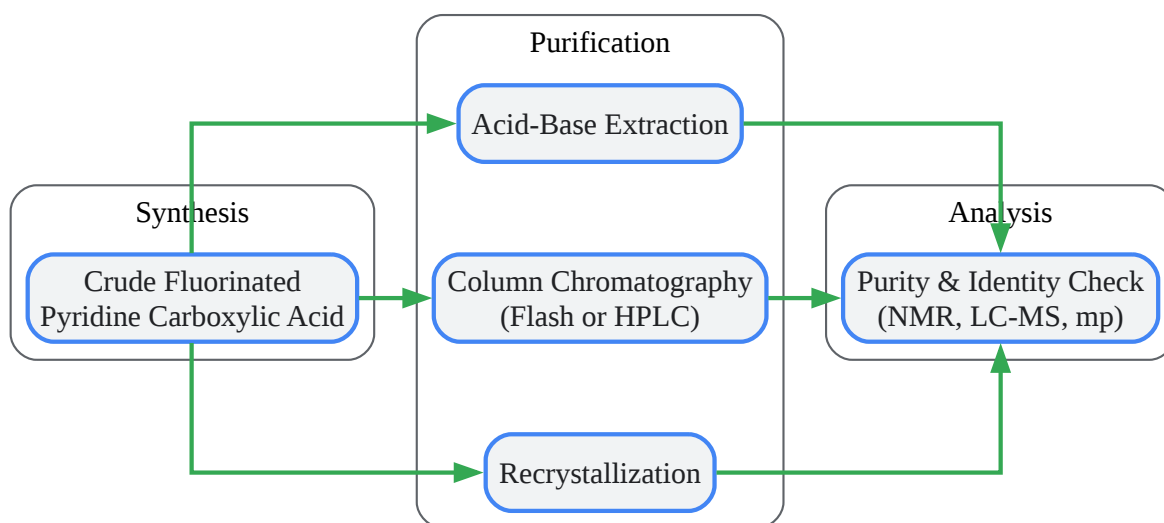 Purification
Acid-Base Extraction
Synthesis
Analysis
Crude Fluorinated
Pyridine Carboxylic Acid
Column Chromatography
(Flash or HPLC)
Purity & Identity Check
(NMR, LC-MS, mp)
Recrystallization